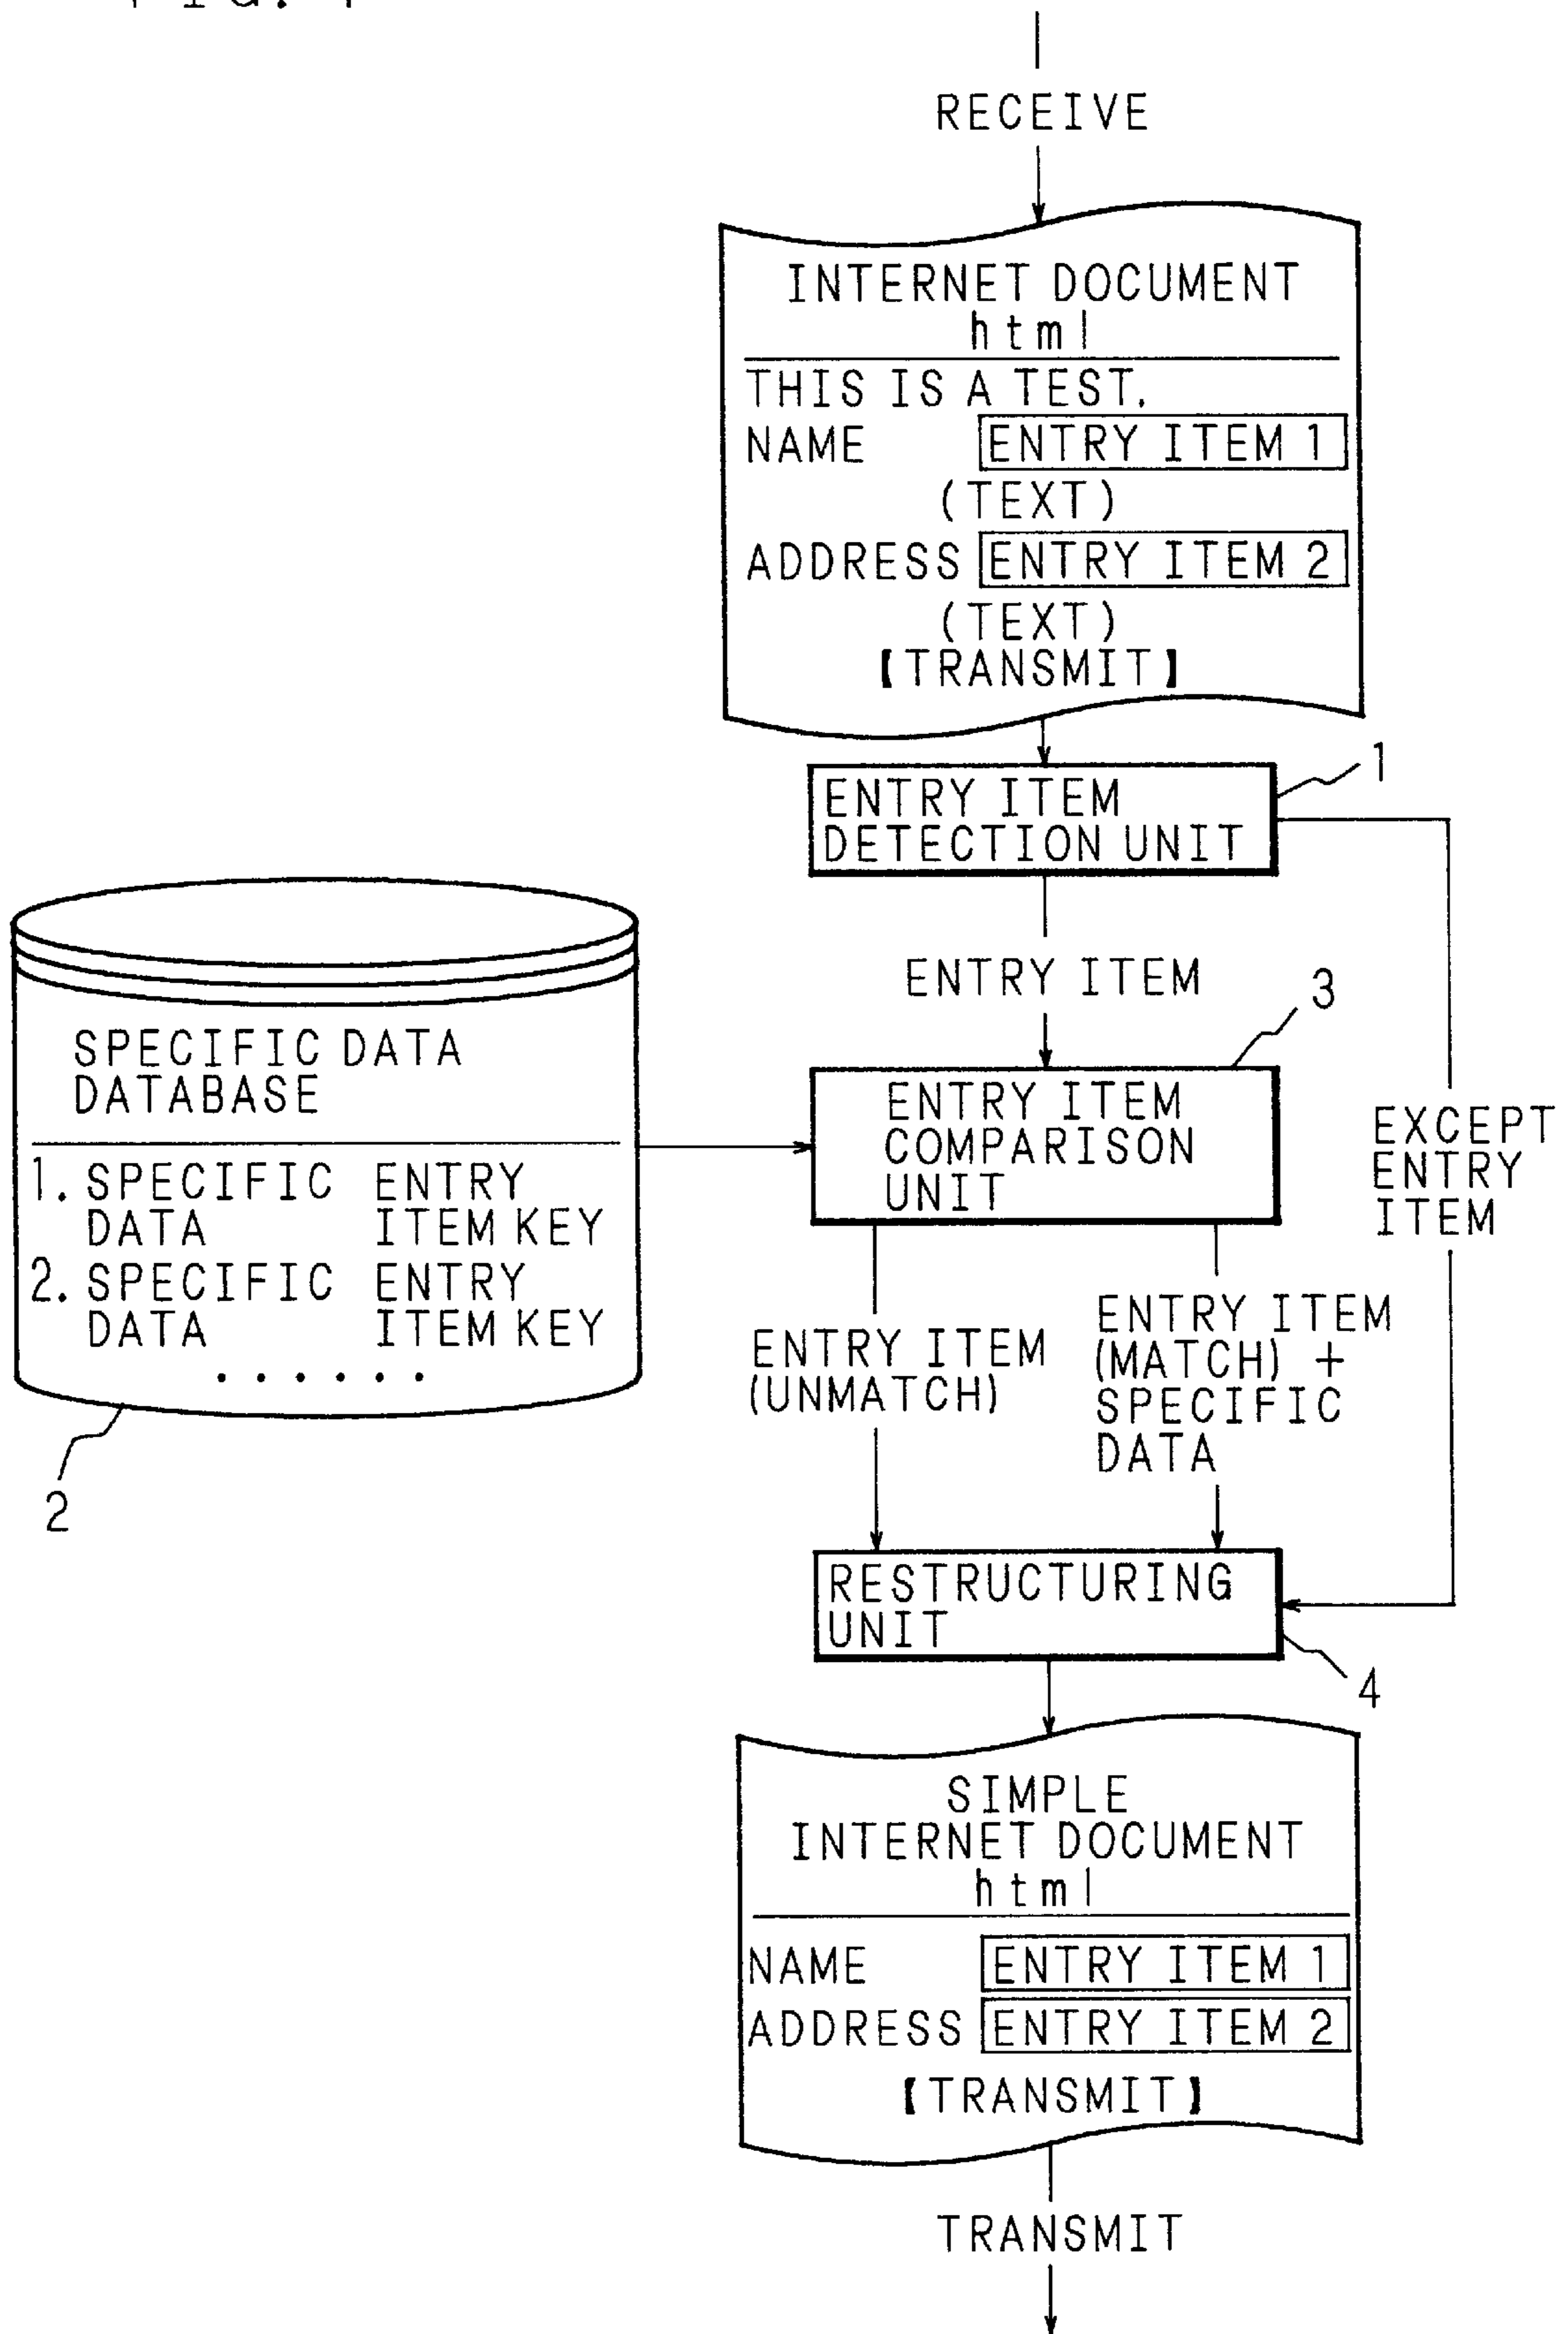 RECEIVE
INTERNET DOCUMENT
html
THIS IS A TEST.
NAME ENTRY ITEM 1
(TEXT)
ADDRESS ENTRY ITEM 2
(TEXT)
【TRANSMIT】
1
ENTRY ITEM
DETECTION UNIT
ENTRY ITEM
3
SPECIFIC DATA
DATABASE
1. SPECIFIC ENTRY
DATA ITEM KEY
2. SPECIFIC ENTRY
DATA ITEM KEY
......
2
ENTRY ITEM
COMPARISON
UNIT
EXCEPT
ENTRY
ITEM
ENTRY ITEM
(UNMATCH)
ENTRY ITEM
(MATCH) +
SPECIFIC
DATA
RESTRUCTURING
UNIT
4
SIMPLE
INTERNET DOCUMENT
html
NAME ENTRY ITEM 1
ADDRESS ENTRY ITEM 2
【TRANSMIT】
TRANSMIT